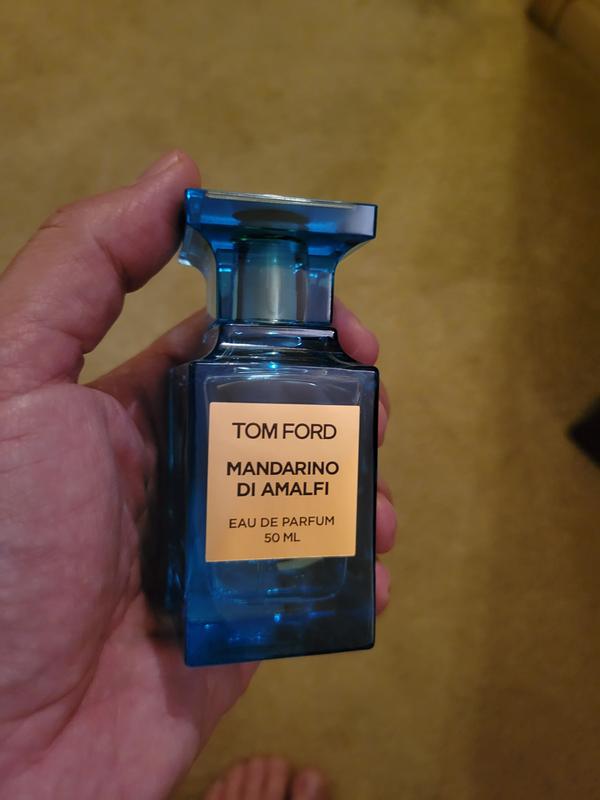 TOM FORD
MANDARINO
DI AMALFI
EAU DE PARFUM
50 ML